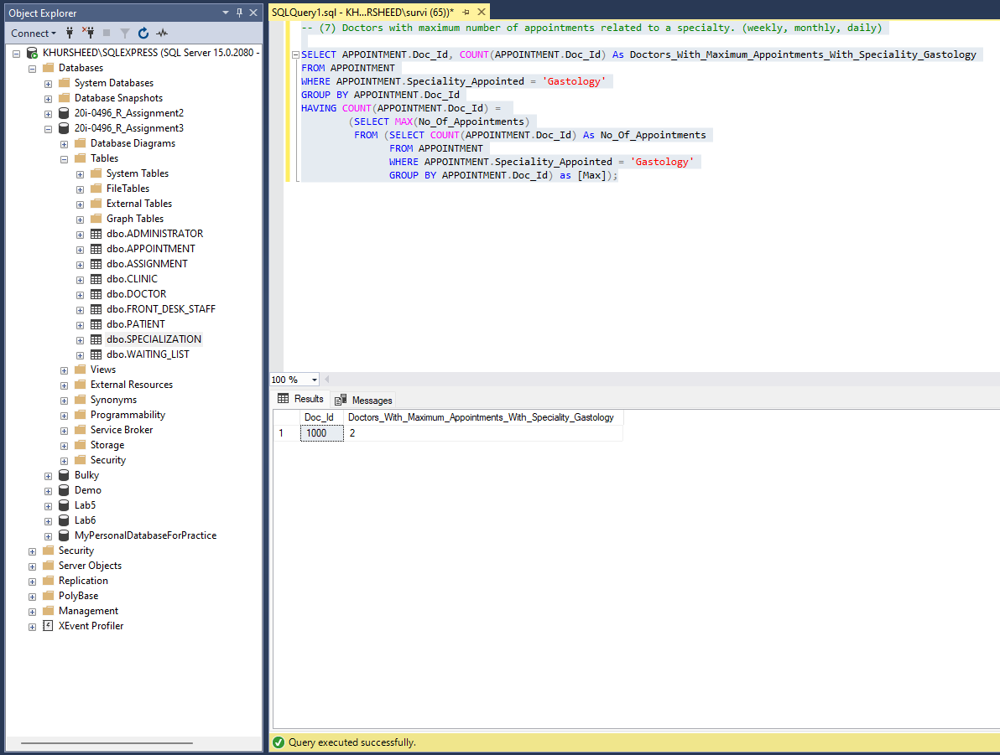 Object Explorer
Connect
KHURSHEED\SQLEXPRESS (SQL Server 15.0.2080 -
Databases
System Databases
Database Snapshots
20i-0496_R_Assignment2
20i-0496_R_Assignment3
Database Diagrams
Tables
System Tables
FileTables
External Tables
Graph Tables
dbo.ADMINISTRATOR
dbo.APPOINTMENT
dbo.ASSIGNMENT
dbo.CLINIC
dbo.DOCTOR
dbo.FRONT_DESK_STAFF
dbo.PATIENT
dbo.SPECIALIZATION
dbo.WAITING_LIST
Views
External Resources
Synonyms
Programmability
Service Broker
Storage
Security
Bulky
Demo
Lab5
Lab6
MyPersonalDatabaseForPractice
Security
Server Objects
Replication
PolyBase
Management
XEvent Profiler
SQLQuery1.sql - KH...RSHEED\survi (65))*
-- (7) Doctors with maximum number of appointments related to a specialty. (weekly, monthly, daily)
SELECT APPOINTMENT.Doc_Id, COUNT(APPOINTMENT.Doc_Id) As Doctors_With_Maximum_Appointments_With_Speciality_Gastology
FROM APPOINTMENT
WHERE APPOINTMENT.Speciality_Appointed = 'Gastology'
GROUP BY APPOINTMENT.Doc_Id
HAVING COUNT(APPOINTMENT.Doc_Id) =
(SELECT MAX(No_Of_Appointments)
FROM (SELECT COUNT(APPOINTMENT.Doc_Id) As No_Of_Appointments
FROM APPOINTMENT
WHERE APPOINTMENT.Speciality_Appointed = 'Gastology'
GROUP BY APPOINTMENT.Doc_Id) as [Max]);
100 %
Results Messages
Doc_Id Doctors_With_Maximum_Appointments_With_Speciality_Gastology
1 1000 2
Query executed successfully.